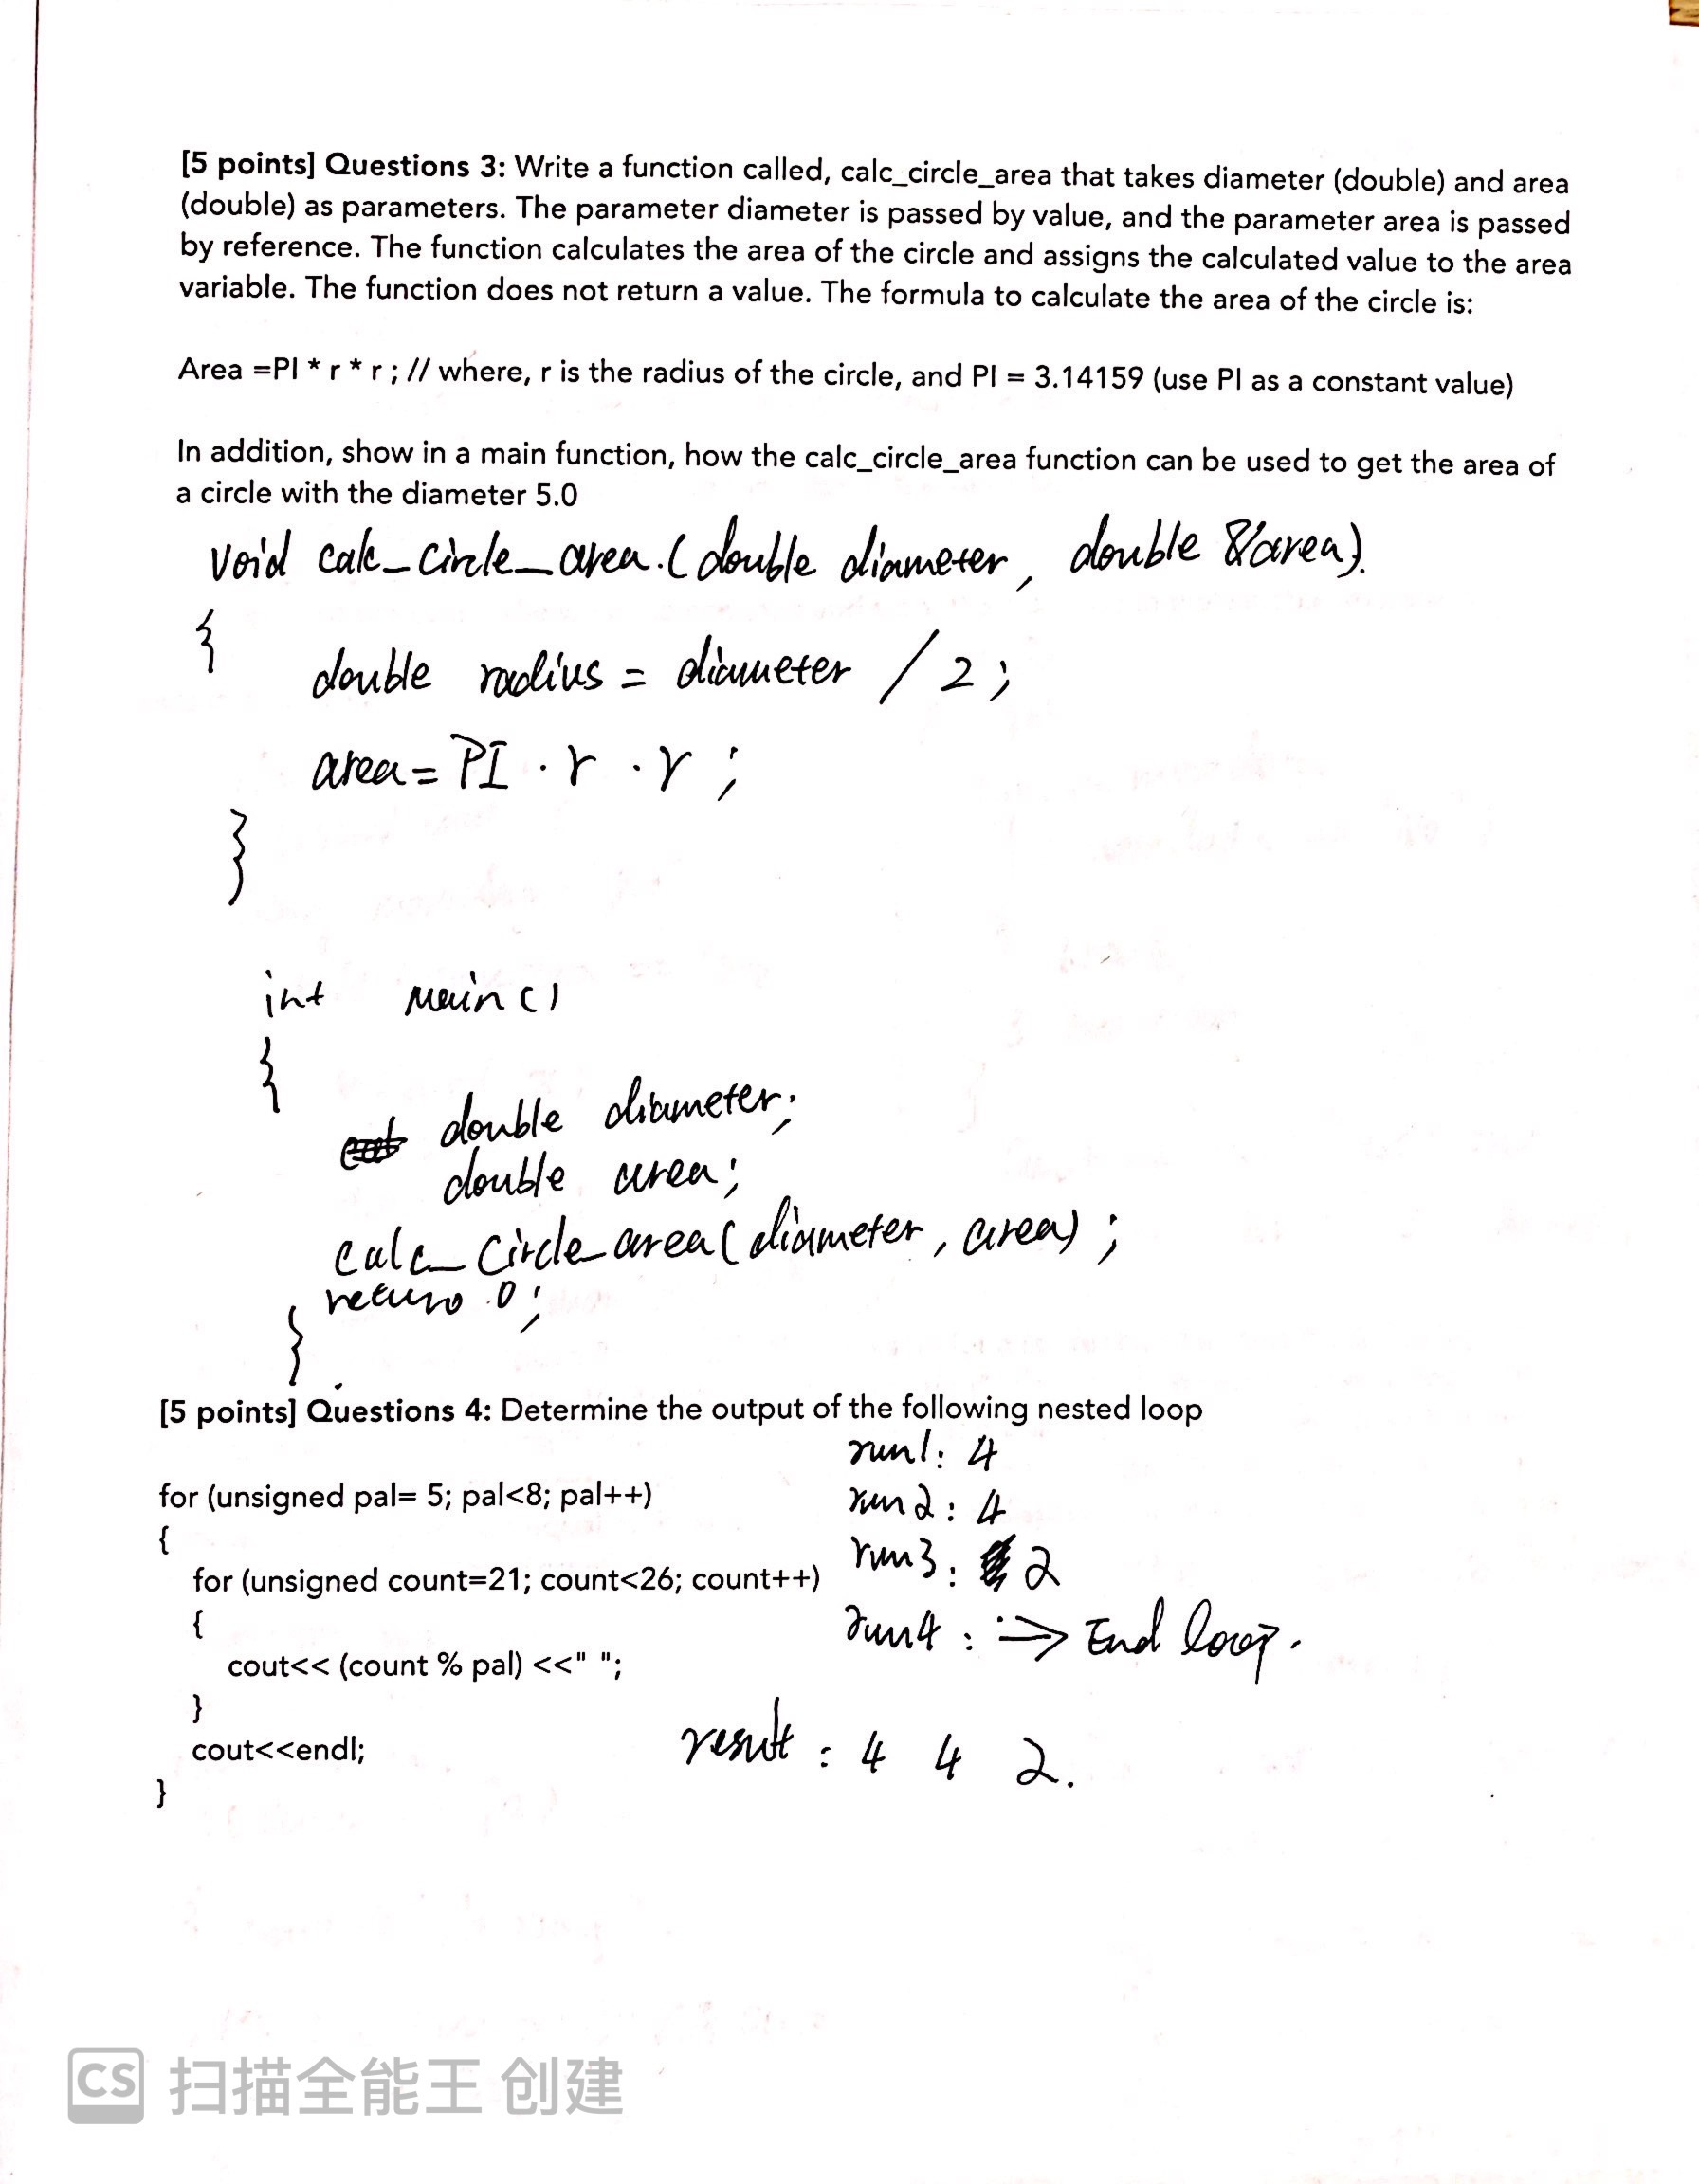 [5 points] Questions 3: Write a function called, calc_circle_area that takes diameter (double) and area
(double) as parameters. The parameter diameter is passed by value, and the parameter area is passed
by reference. The function calculates the area of the circle and assigns the calculated value to the area
variable. The function does not return a value. The formula to calculate the area of the circle is:
Area =PI * r * r ; // where, r is the radius of the circle, and PI = 3.14159 (use PI as a constant value)
In addition, show in a main function, how the calc_circle_area function can be used to get the area of
a circle with the diameter 5.0
void calc_circle_area.(double diameter, double &area).
{
double radius = diameter / 2;
area = PI · r · r ;
}
int main()
{
double diameter;
double area;
calc_circle_area(diameter, area) ;
return 0;
}
[5 points] Questions 4: Determine the output of the following nested loop
run1: 4
for (unsigned pal= 5; pal<8; pal++)
run2: 4
{
run3: 2
for (unsigned count=21; count<26; count++)
{
run4: => End loop.
cout<< (count % pal) <<" ";
}
cout<<endl;
result : 4 4 2.
}
CS 扫描全能王 创建